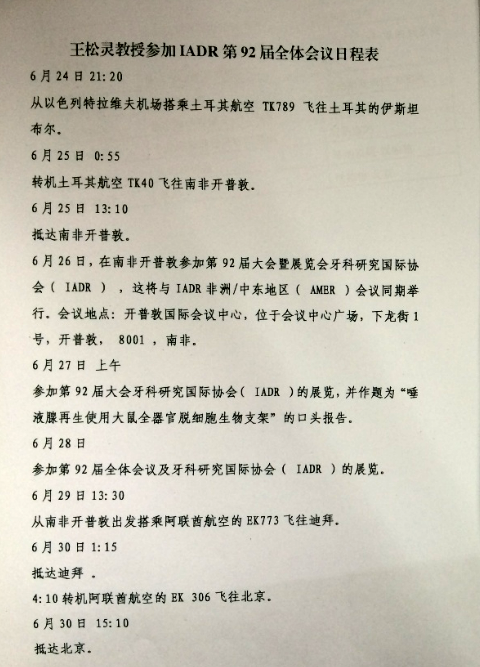 王松灵教授参加 IADR 第 92 届全体会议日程表
6 月 24 日 21:20
从以色列特拉维夫机场搭乘土耳其航空 TK789 飞往土耳其的伊斯坦
布尔。
6 月 25 日 0:55
转机土耳其航空 TK40 飞往南非开普敦。
6 月 25 日 13:10
抵达南非开普敦。
6 月 26 日，在南非开普敦参加第 92 届大会暨展览会牙科研究国际协
会（ IADR ） ，这将与 IADR 非洲/中东地区（ AMER ）会议同期举
行。会议地点：开普敦国际会议中心，位于会议中心广场，下龙街 1
号，开普敦， 8001 ，南非。
6 月 27 日 上午
参加第 92 届大会牙科研究国际协会（ IADR ）的展览，并作题为“唾
液腺再生使用大鼠全器官脱细胞生物支架”的口头报告。
6 月 28 日
参加第 92 届全体会议及牙科研究国际协会（ IADR ）的展览。
6 月 29 日 13:30
从南非开普敦出发搭乘阿联酋航空的 EK773 飞往迪拜。
6 月 30 日 1:15
抵达迪拜 。
4:10 转机阿联酋航空的 EK 306 飞往北京。
6 月 30 日 15:10
抵达北京。